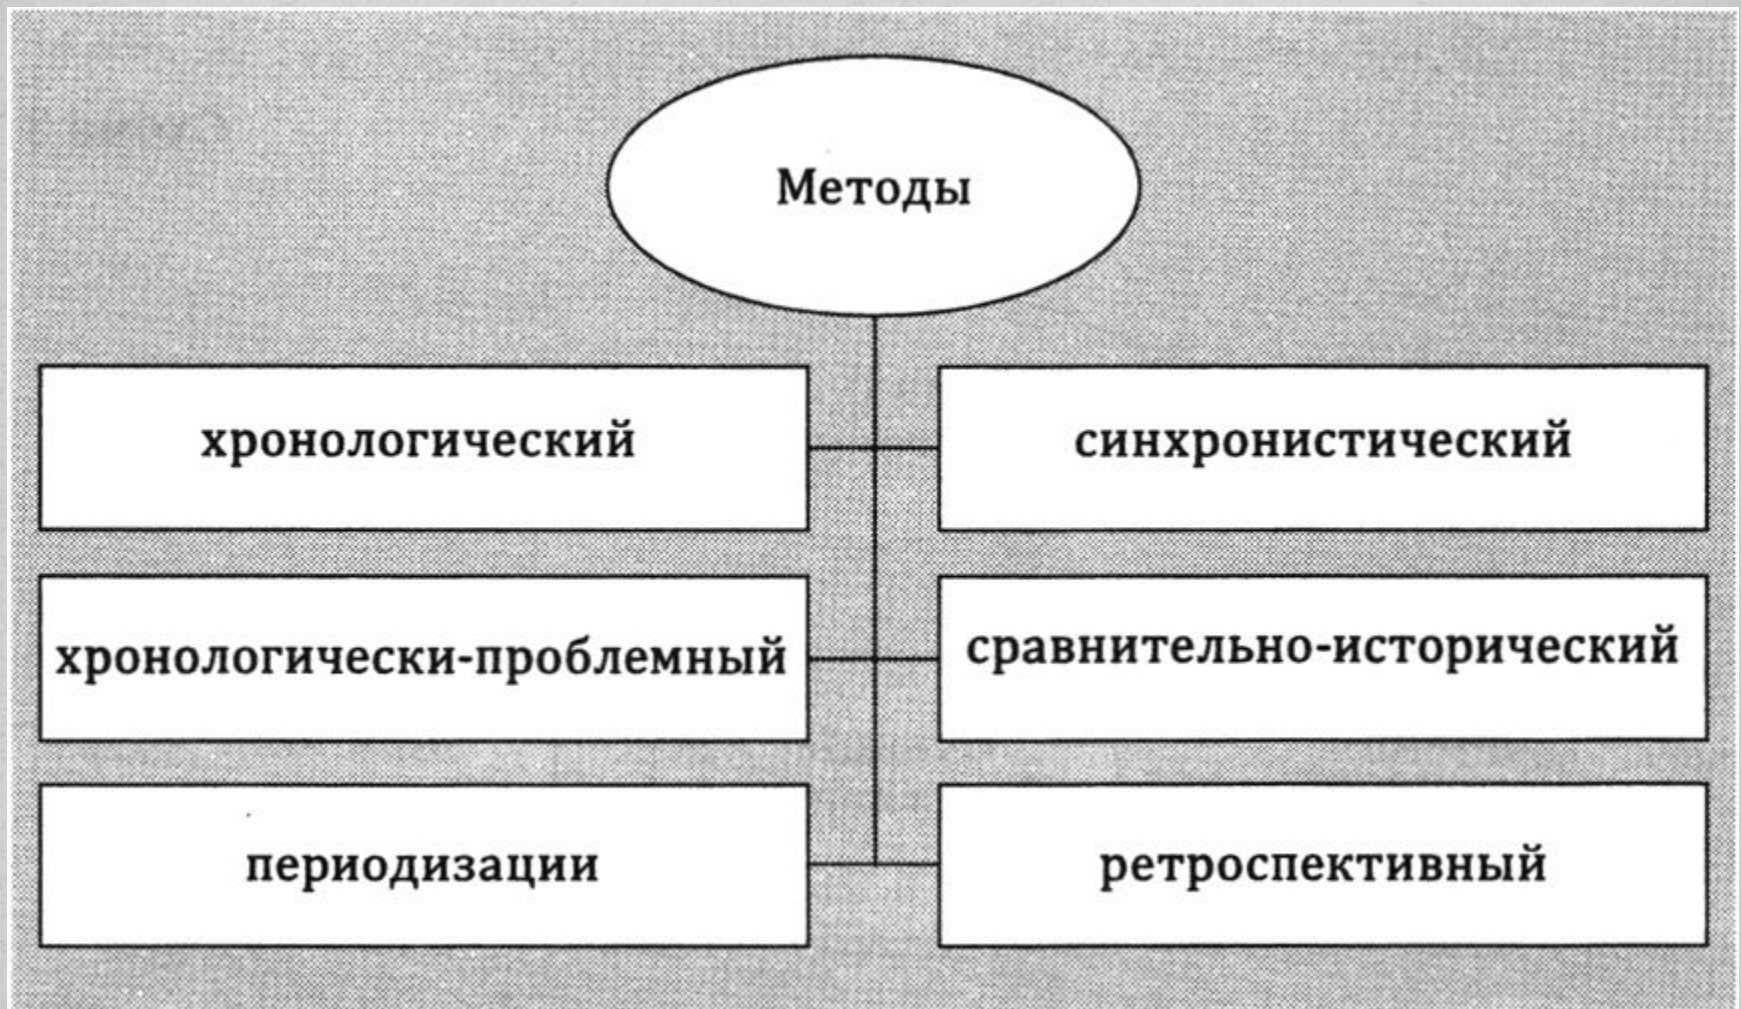 Методы
хронологический
синхронистический
хронологически-проблемный
сравнительно-исторический
периодизации
ретроспективный